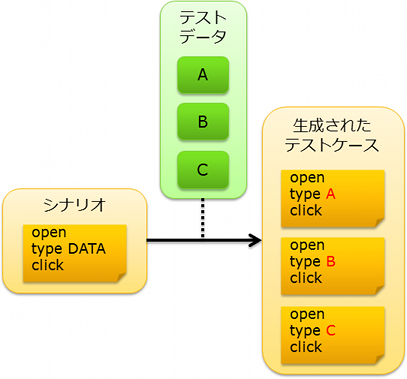 テスト
データ
A
B
C
シナリオ
open
type DATA
click
生成された
テストケース
open
type A
click
open
type B
click
open
type C
click